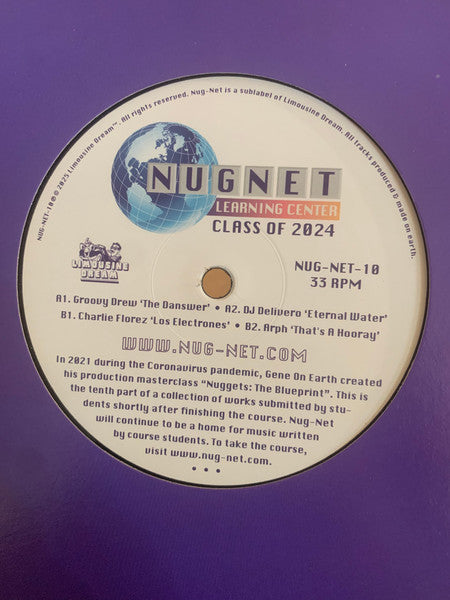 NUG-NET-10 ℗© 2025 Limousine Dream™. All rights reserved. Nug-Net is a sublabel of Limousine Dream. All tracks produced & made on earth.
NUGNET
LEARNING CENTER
CLASS OF 2024
LIMOUSINE
DREAM
NUG-NET-10
33 RPM
A1. Groovy Drew 'The Danswer' • A2. DJ Delivero 'Eternal Water'
B1. Charlie Florez 'Los Electrones' • B2. Arph 'That's A Hooray'
WWW.NUG-NET.COM
In 2021 during the Coronavirus pandemic, Gene On Earth created
his production masterclass "Nuggets: The Blueprint". This is
the tenth part of a collection of works submitted by stu-
dents shortly after finishing the course. Nug-Net
will continue to be a home for music written
by course students. To take the course,
visit www.nug-net.com.
• • •